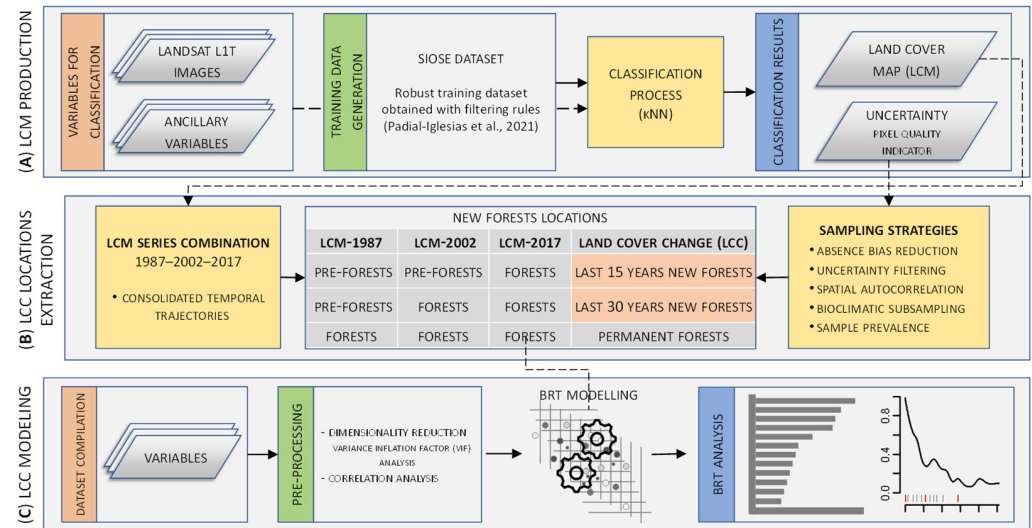 (A) LCM PRODUCTION
VARIABLES FOR
CLASSIFICATION
LANDSAT L1T
IMAGES
ANCILLARY
VARIABLES
TRAINING DATA
GENERATION
SIOSE DATASET
Robust training dataset
obtained with filtering rules
(Padial-Iglesias et al., 2021)
CLASSIFICATION
PROCESS
(κNN)
CLASSIFICATION RESULTS
LAND COVER
MAP (LCM)
UNCERTAINTY
PIXEL QUALITY
INDICATOR
(B) LCC LOCATIONS
EXTRACTION
LCM SERIES COMBINATION
1987–2002–2017
• CONSOLIDATED TEMPORAL
TRAJECTORIES
NEW FORESTS LOCATIONS
LCM-1987 LCM-2002 LCM-2017 LAND COVER CHANGE (LCC)
PRE-FORESTS PRE-FORESTS FORESTS LAST 15 YEARS NEW FORESTS
PRE-FORESTS FORESTS FORESTS LAST 30 YEARS NEW FORESTS
FORESTS FORESTS FORESTS PERMANENT FORESTS
SAMPLING STRATEGIES
• ABSENCE BIAS REDUCTION
• UNCERTAINTY FILTERING
• SPATIAL AUTOCORRELATION
• BIOCLIMATIC SUBSAMPLING
• SAMPLE PREVALENCE
(C) LCC MODELING
DATASET COMPILATION
VARIABLES
PRE-PROCESSING
- DIMENSIONALITY REDUCTION
VARIANCE INFLATION FACTOR (VIF)
ANALYSIS
- CORRELATION ANALYSIS
BRT MODELLING
BRT ANALYSIS
0.8
0.4
0.0